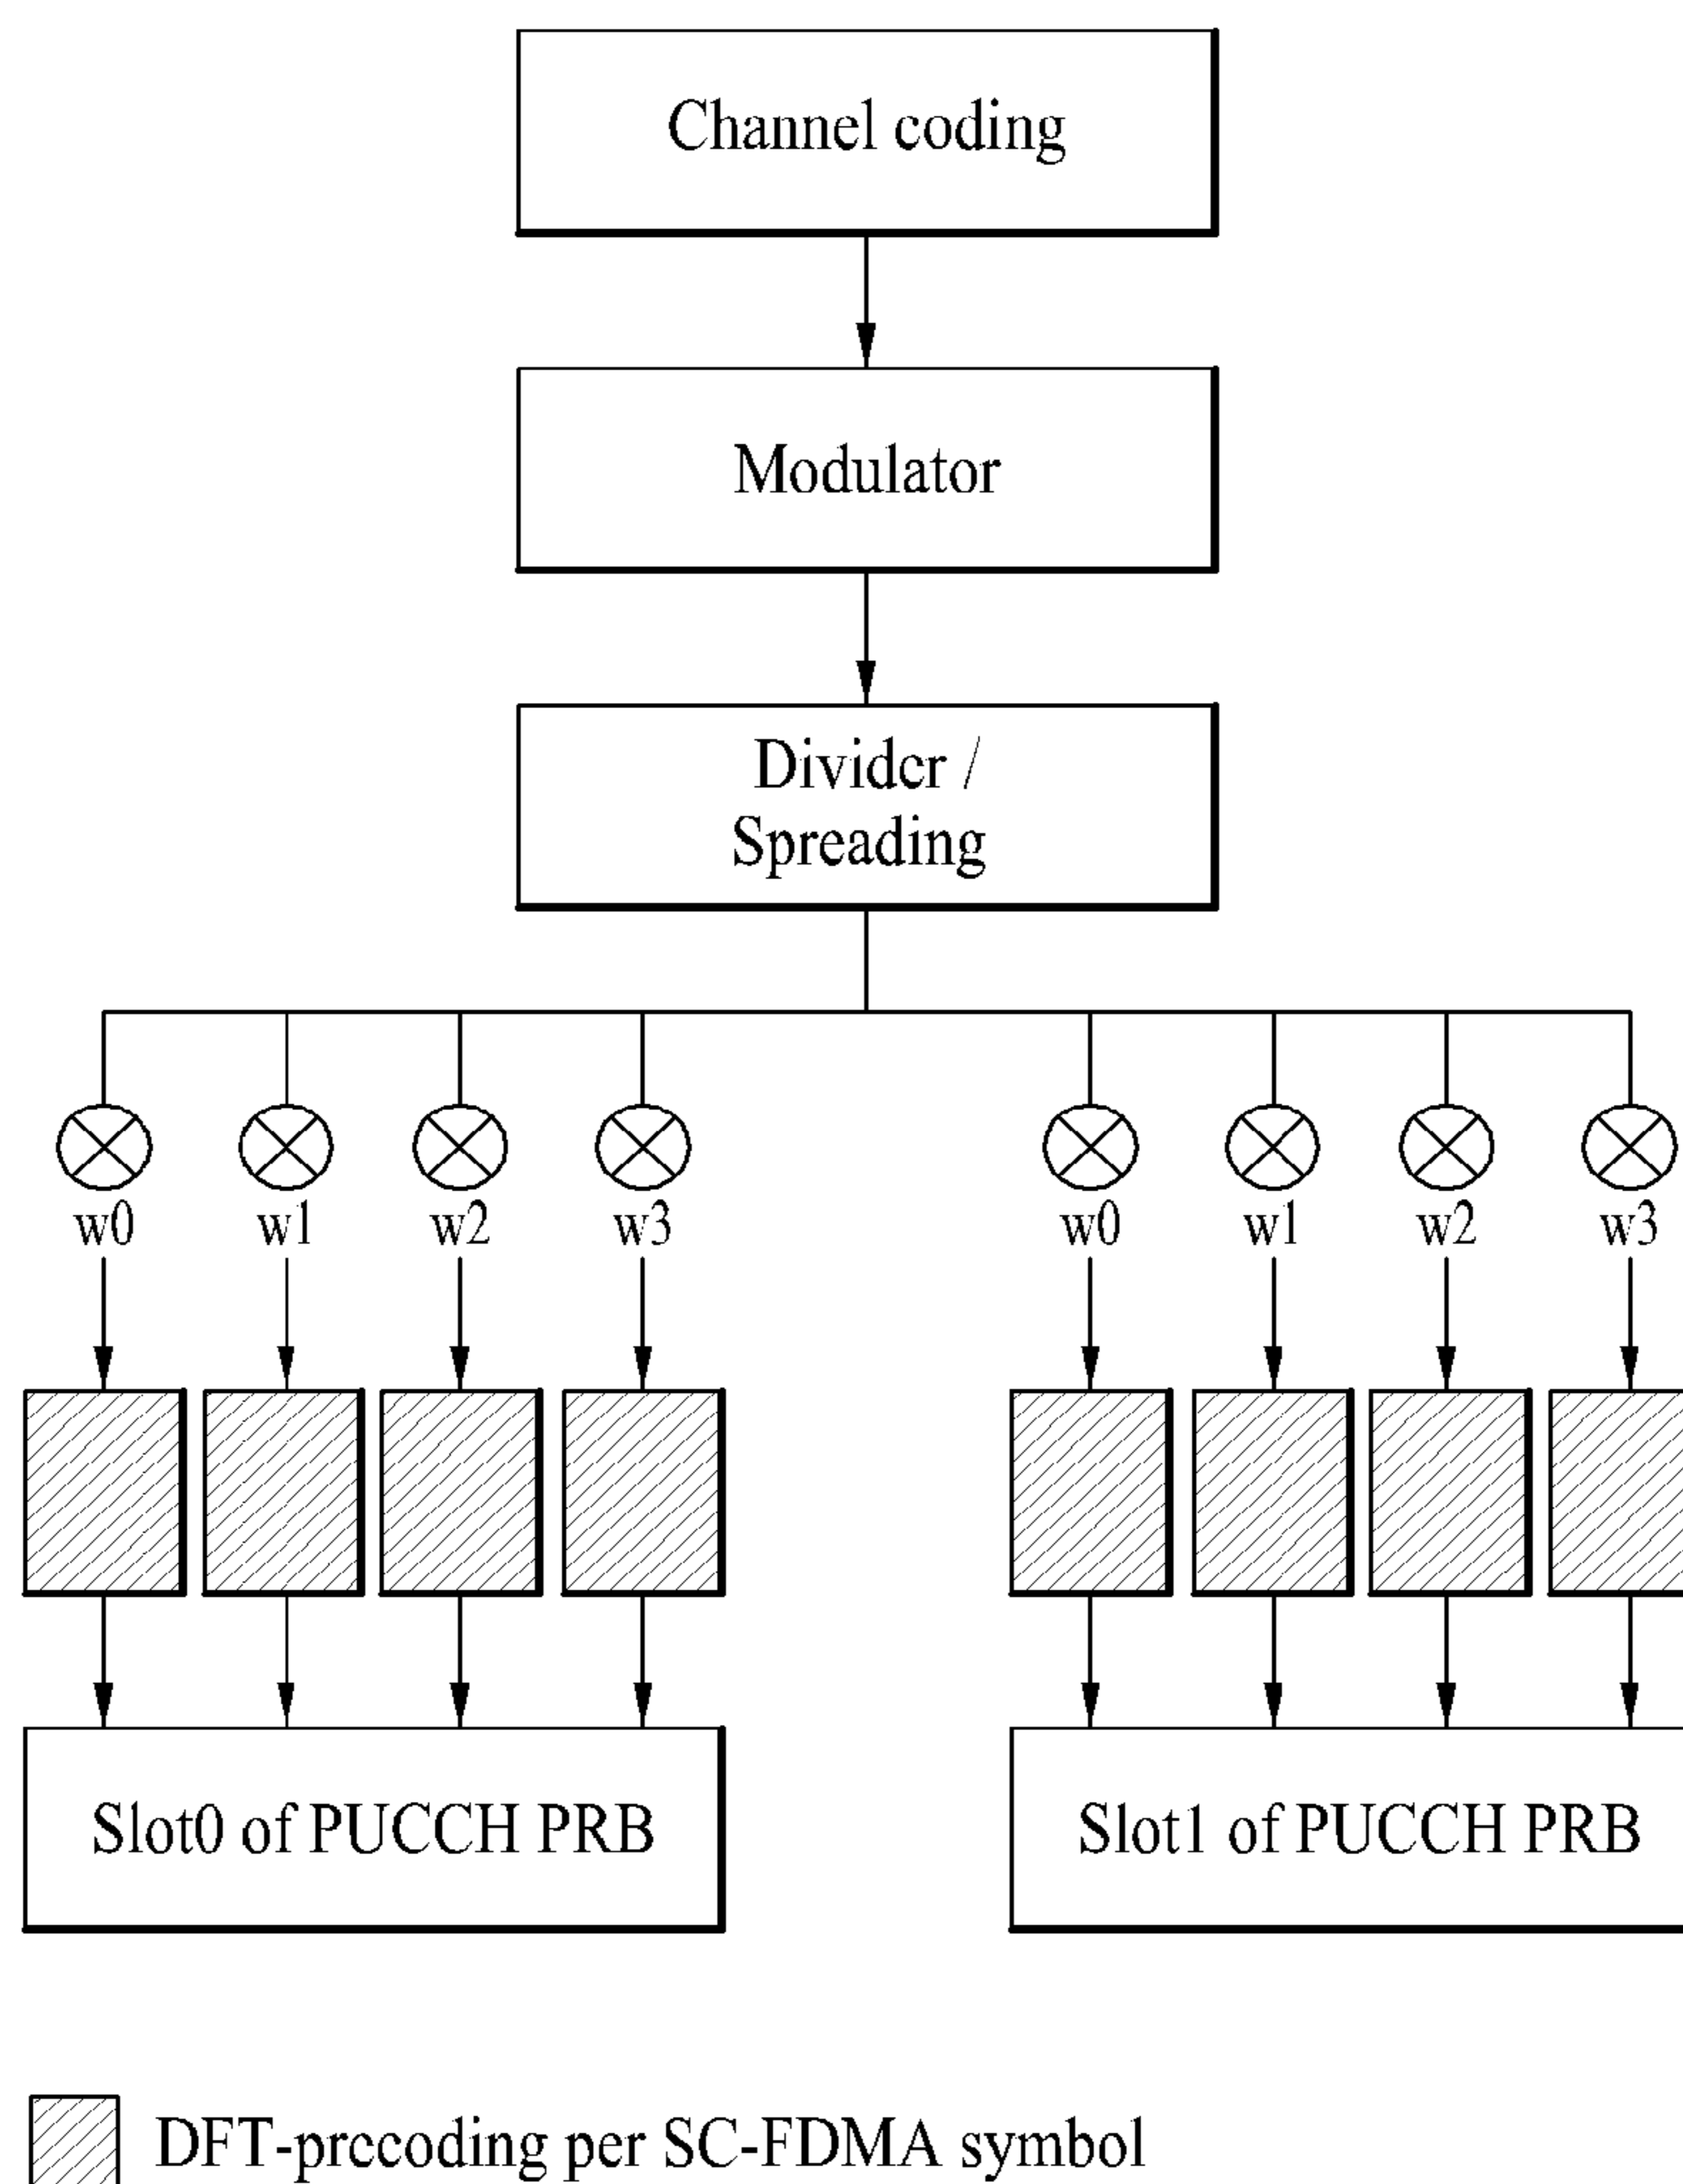 Channel coding
Modulator
Divider /
Spreading
w0 w1 w2 w3 w0 w1 w2 w3
Slot0 of PUCCH PRB Slot1 of PUCCH PRB
DFT-precoding per SC-FDMA symbol